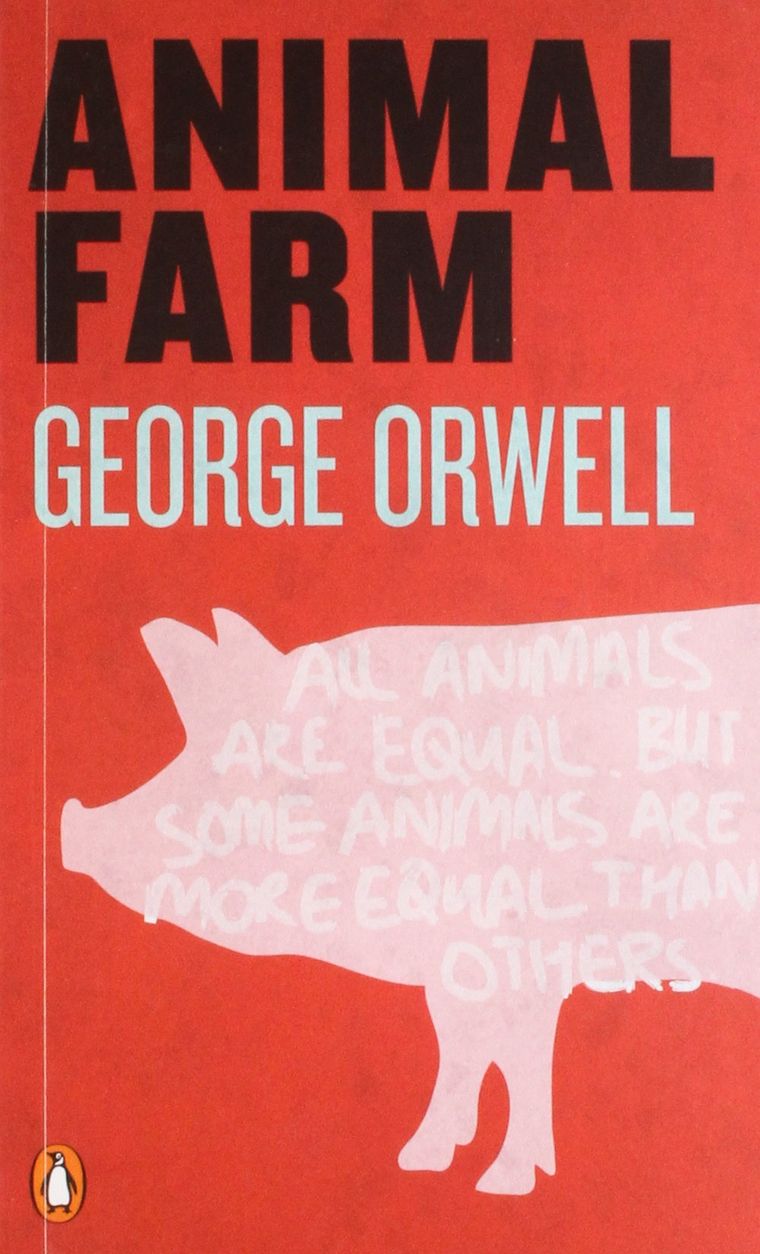 ANIMAL
FARM
GEORGE ORWELL
ALL ANIMALS
ARE EQUAL. BUT
SOME ANIMALS ARE
MORE EQUAL THAN
OTHERS.